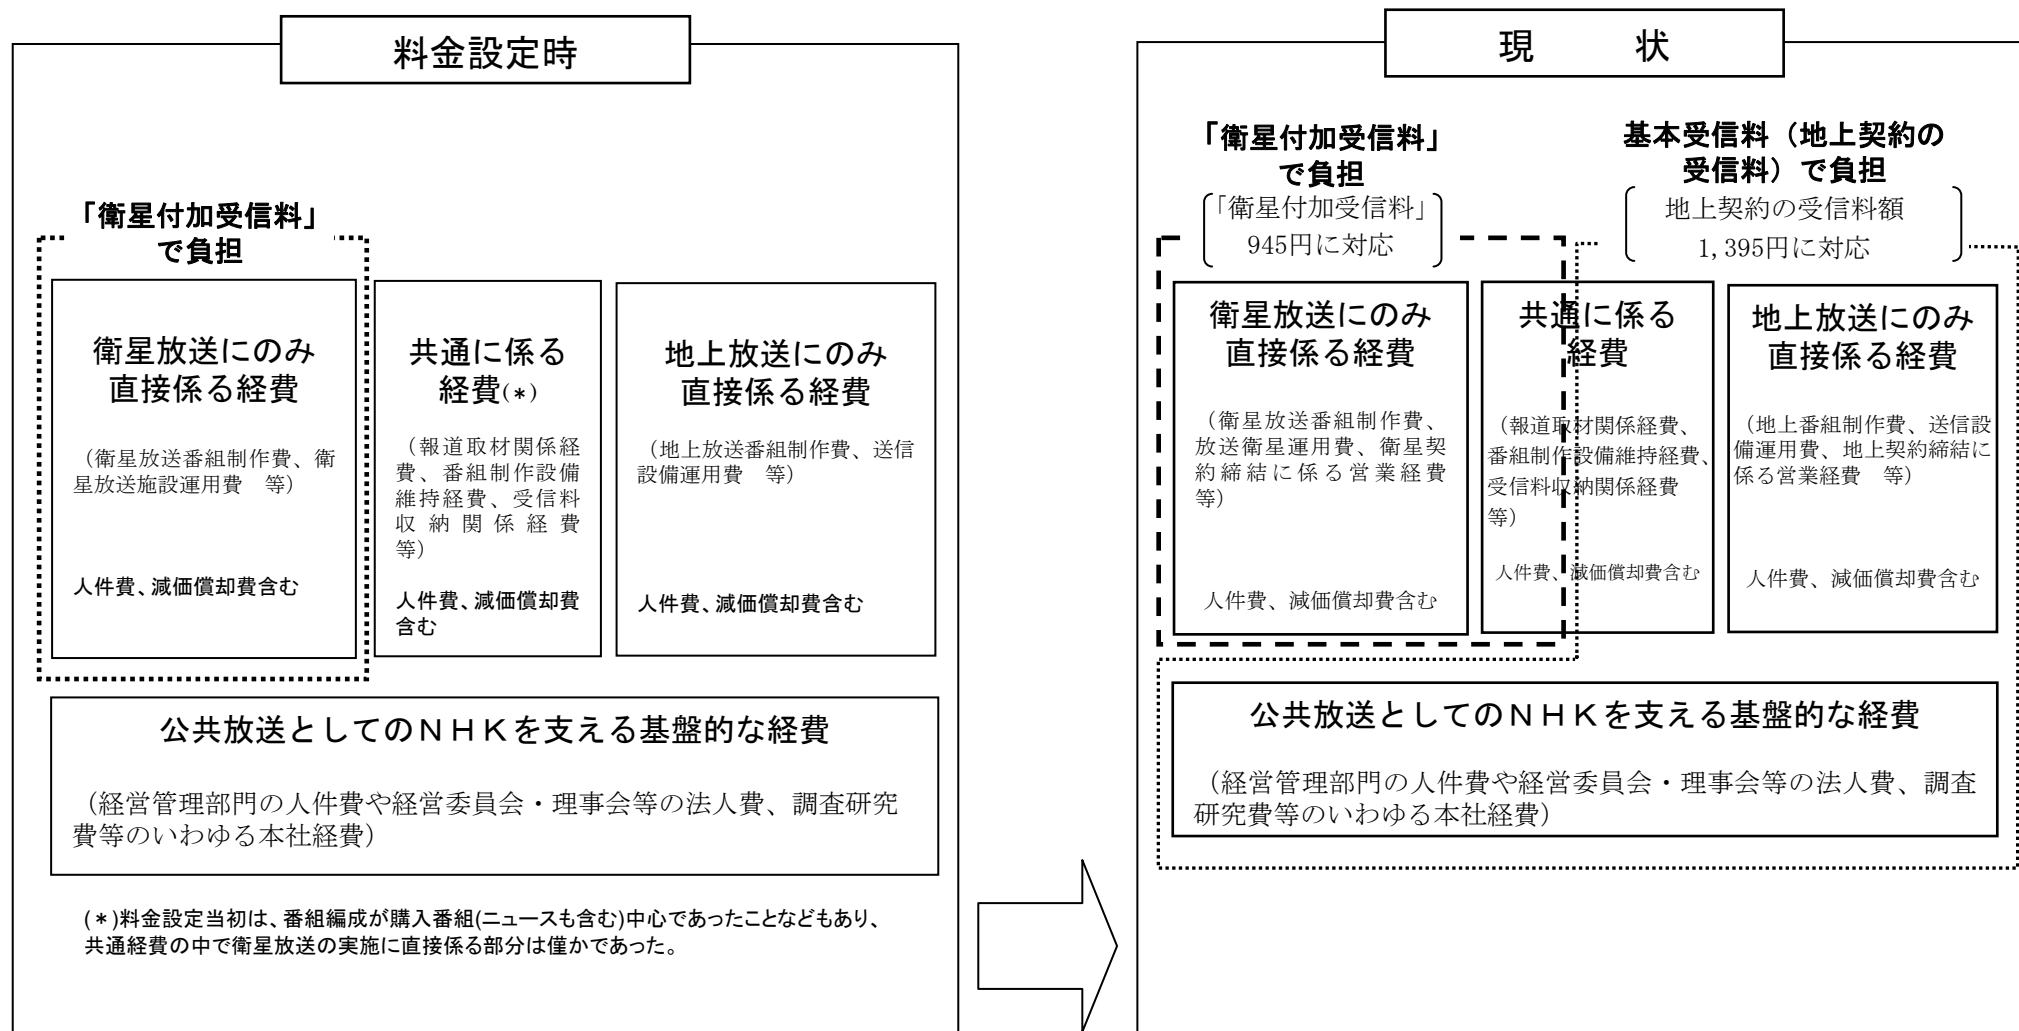 料金設定時
「衛星付加受信料」
で負担
衛星放送にのみ
直接係る経費
（衛星放送番組制作費、衛
星放送施設運用費　等）
人件費、減価償却費含む
共通に係る
経費(＊)
（報道取材関係経
費、番組制作設備
維持経費、受信料
収納関係経費
等）
人件費、減価償却費
含む
地上放送にのみ
直接係る経費
（地上放送番組制作費、送信
設備運用費　等）
人件費、減価償却費含む
公共放送としてのＮＨＫを支える基盤的な経費
（経営管理部門の人件費や経営委員会・理事会等の法人費、調査研究
費等のいわゆる本社経費）
(＊)料金設定当初は、番組編成が購入番組(ニュースも含む)中心であったことなどもあり、
共通経費の中で衛星放送の実施に直接係る部分は僅かであった。
現　　状
「衛星付加受信料」
で負担
「衛星付加受信料」
945円に対応
基本受信料（地上契約の
受信料）で負担
地上契約の受信料額
1,395円に対応
衛星放送にのみ
直接係る経費
（衛星放送番組制作費、
放送衛星運用費、衛星契
約締結に係る営業経費
等）
人件費、減価償却費含む
共通に係る
経費
（報道取材関係経費、
番組制作設備維持経費、
受信料収納関係経費
等）
人件費、減価償却費含む
地上放送にのみ
直接係る経費
（地上番組制作費、送信設
備運用費、地上契約締結に
係る営業経費　等）
人件費、減価償却費含む
公共放送としてのＮＨＫを支える基盤的な経費
（経営管理部門の人件費や経営委員会・理事会等の法人費、調査
研究費等のいわゆる本社経費）